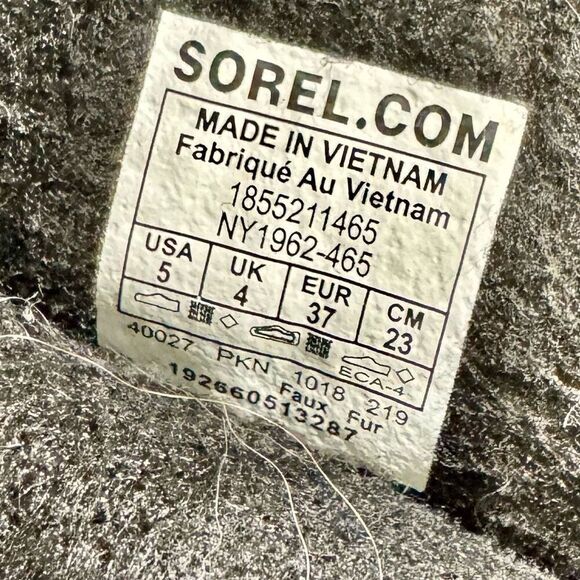 SOREL.COM
MADE IN VIETNAM
Fabriqué Au Vietnam
1855211465
NY1962-465
USA UK EUR CM
5 4 37 23
ECA-4
40027 PKN 1018 219
Faux Fur
192660513287